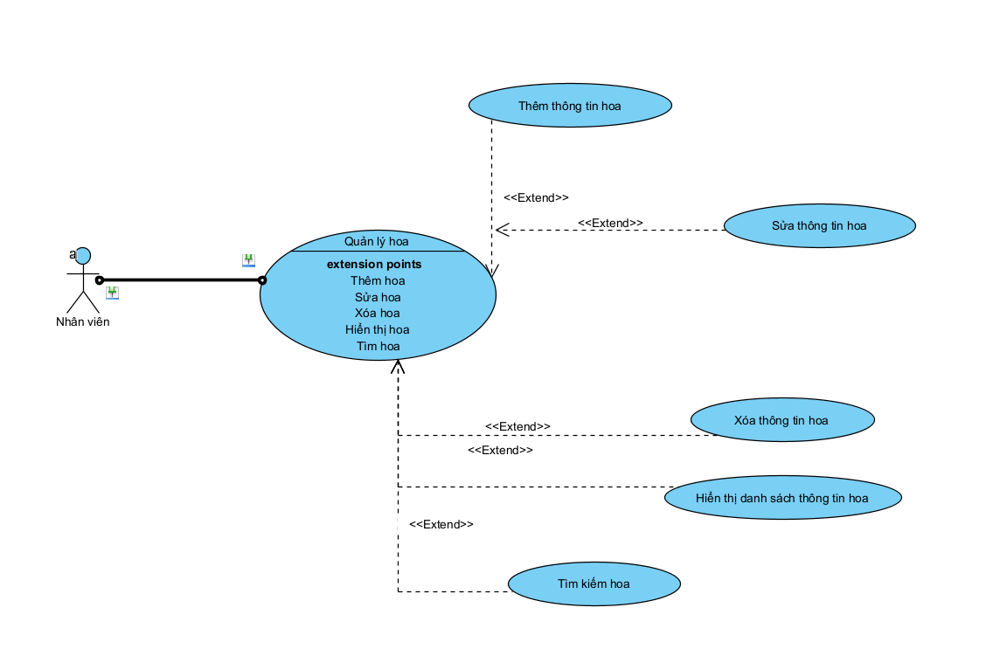 Thêm thông tin hoa
<<Extend>>
<<Extend>>
Sửa thông tin hoa
a
Nhân viên
Quản lý hoa
extension points
Thêm hoa
Sửa hoa
Xóa hoa
Hiển thị hoa
Tìm hoa
<<Extend>>
Xóa thông tin hoa
<<Extend>>
Hiển thị danh sách thông tin hoa
<<Extend>>
Tìm kiếm hoa